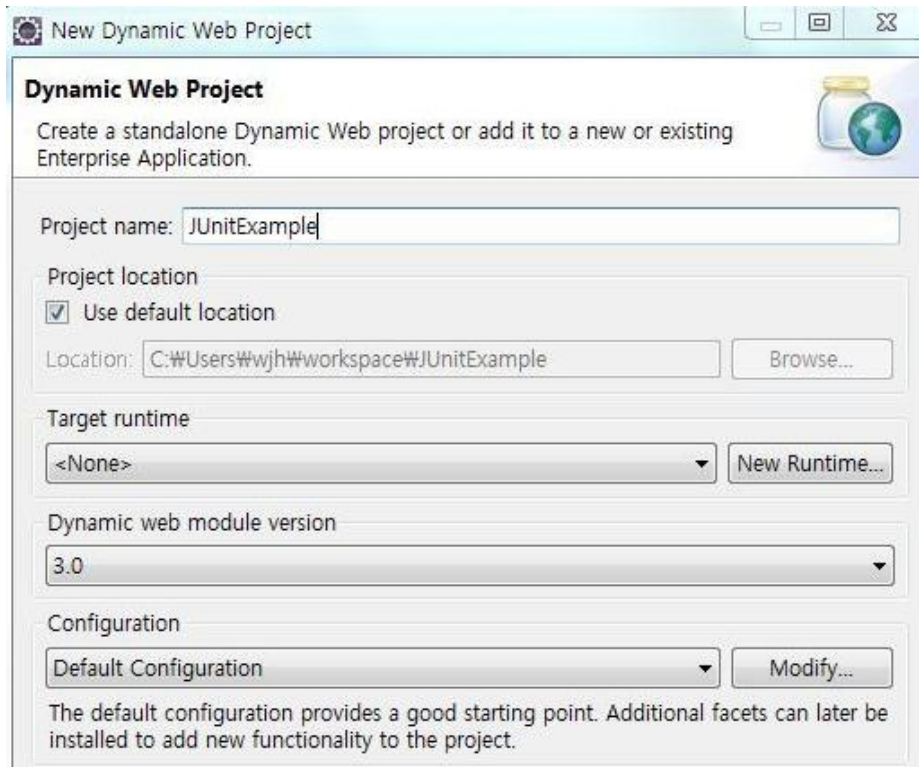 New Dynamic Web Project
Dynamic Web Project
Create a standalone Dynamic Web project or add it to a new or existing
Enterprise Application.
Project name: JUnitExample
Project location
Use default location
Location: C:₩Users₩wjh₩workspace₩JUnitExample Browse...
Target runtime
<None> New Runtime...
Dynamic web module version
3.0
Configuration
Default Configuration Modify...
The default configuration provides a good starting point. Additional facets can later be
installed to add new functionality to the project.